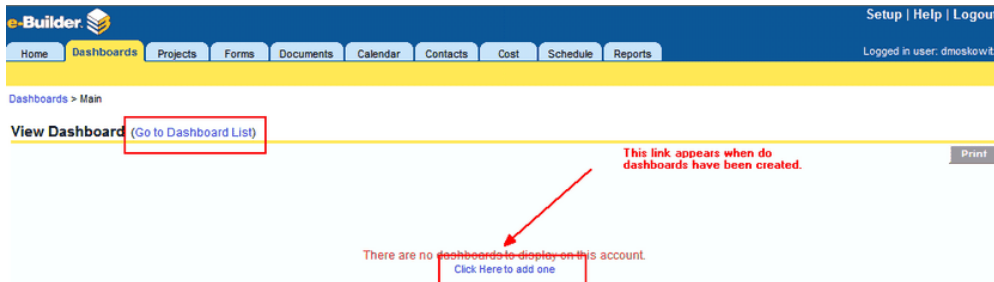 e-Builder.
Setup | Help | Logout
Home Dashboards Projects Forms Documents Calendar Contacts Cost Schedule Reports
Logged in user: dmoskowit
Dashboards > Main
View Dashboard (Go to Dashboard List)
This link appears when do
dashboards have been created.
Print
There are no dashboards to display on this account.
Click Here to add one